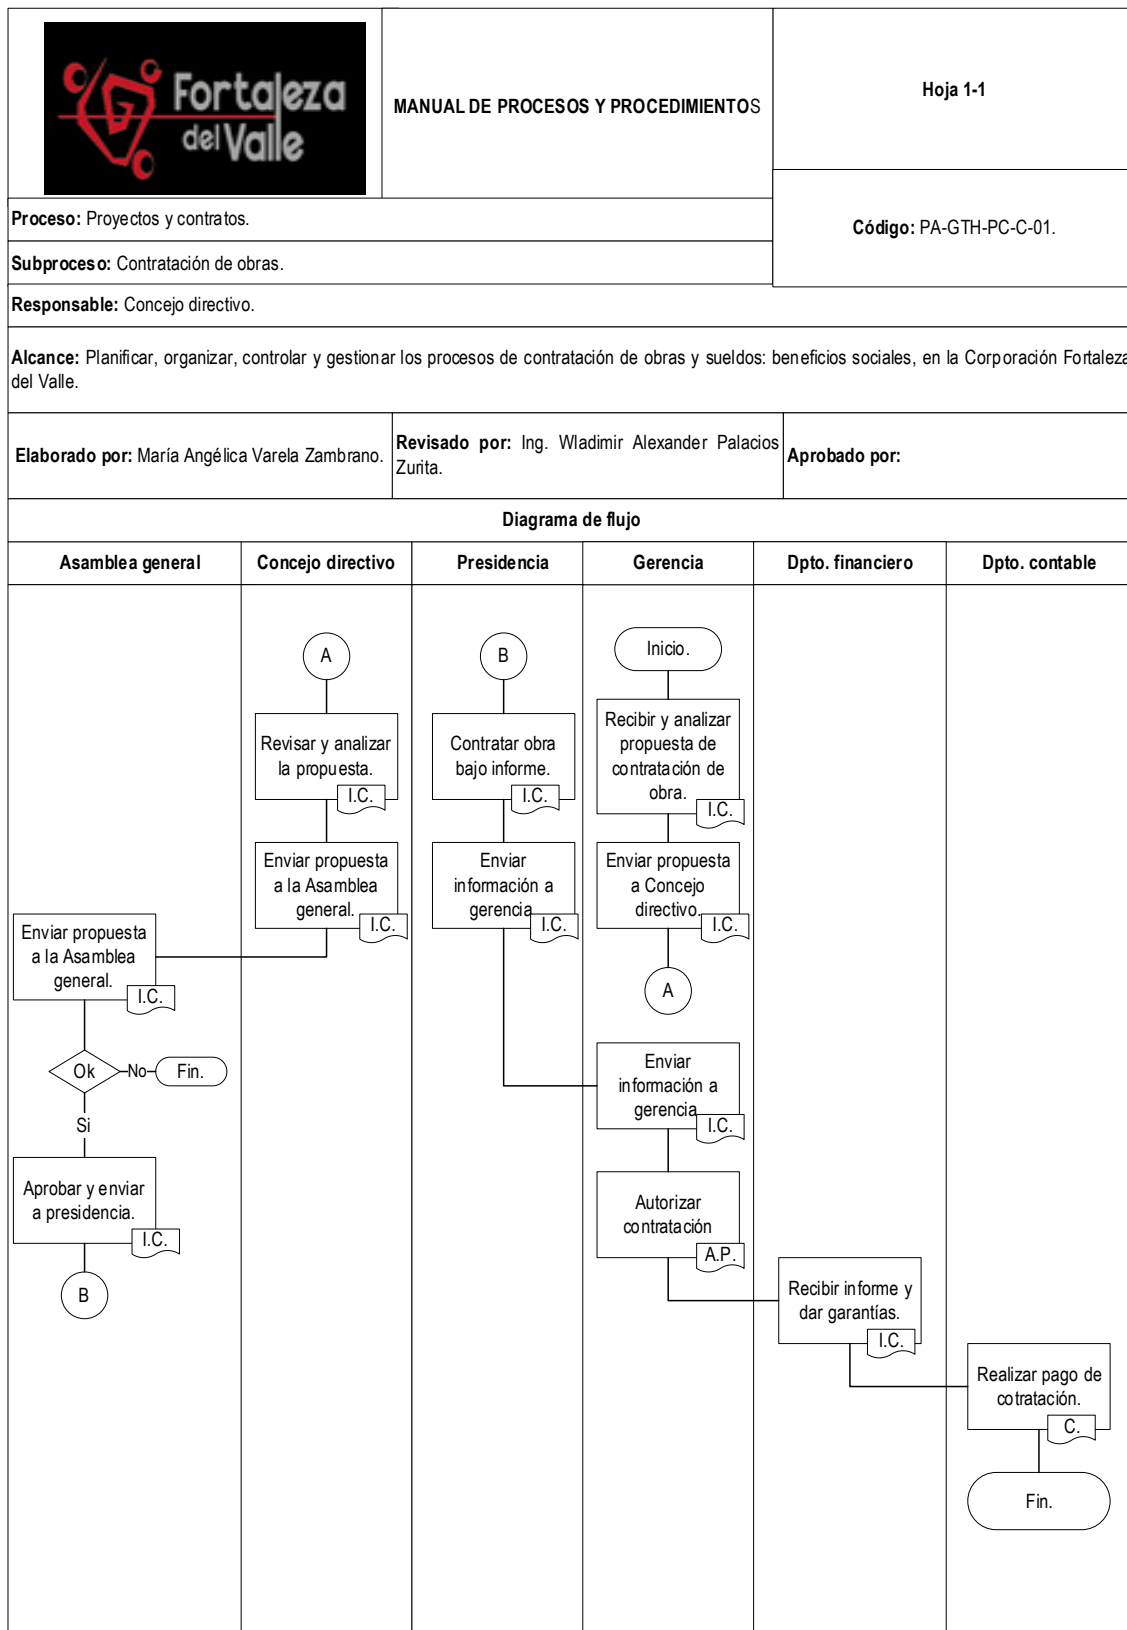 Fortaleza
del Valle
MANUAL DE PROCESOS Y PROCEDIMIENTOS
Hoja 1-1
Proceso: Proyectos y contratos.
Código: PA-GTH-PC-C-01.
Subproceso: Contratación de obras.
Responsable: Concejo directivo.
Alcance: Planificar, organizar, controlar y gestionar los procesos de contratación de obras y sueldos: beneficios sociales, en la Corporación Fortaleza
del Valle.
Elaborado por: María Angélica Varela Zambrano.
Revisado por: Ing. Wladimir Alexander Palacios
Zurita.
Aprobado por:
Diagrama de flujo
Asamblea general
Concejo directivo
Presidencia
Gerencia
Dpto. financiero
Dpto. contable
Enviar propuesta
a la Asamblea
general.
I.C.
Ok
No
Fin.
Si
Aprobar y enviar
a presidencia.
I.C.
B
A
Revisar y analizar
la propuesta.
I.C.
Enviar propuesta
a la Asamblea
general.
I.C.
B
Contratar obra
bajo informe.
I.C.
Enviar
información a
gerencia
I.C.
Inicio.
Recibir y analizar
propuesta de
contratación de
obra.
I.C.
Enviar propuesta
a Concejo
directivo.
I.C.
A
Enviar
información a
gerencia
I.C.
Autorizar
contratación
A.P.
Recibir informe y
dar garantías.
I.C.
Realizar pago de
cotratación.
C.
Fin.